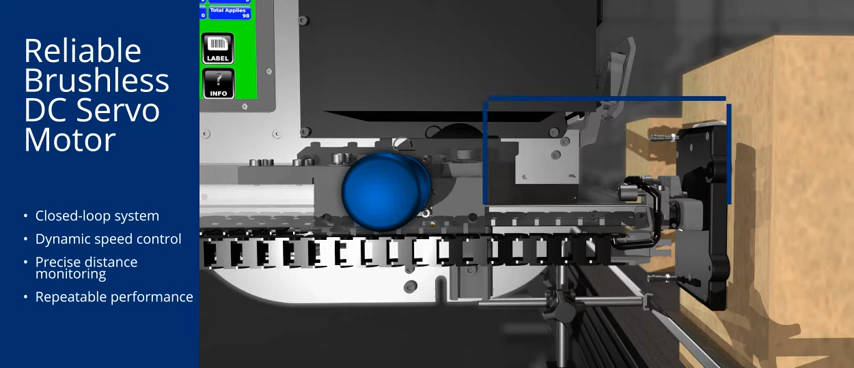 Reliable
Brushless
DC Servo
Motor
• Closed-loop system
• Dynamic speed control
• Precise distance
monitoring
• Repeatable performance
Total Applies
98
LABEL
INFO